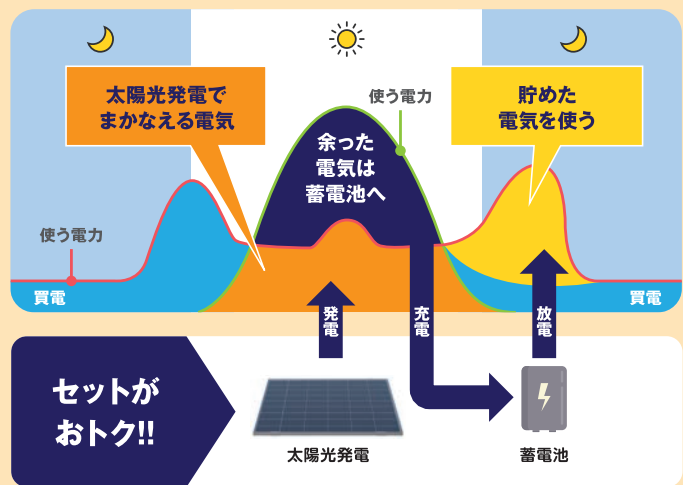 太陽光発電で
まかなえる電気
使う電力
貯めた
電気を使う
余った
電気は
蓄電池へ
使う電力
買電
買電
発電
充電
放電
セットが
おトク!!
太陽光発電
蓄電池